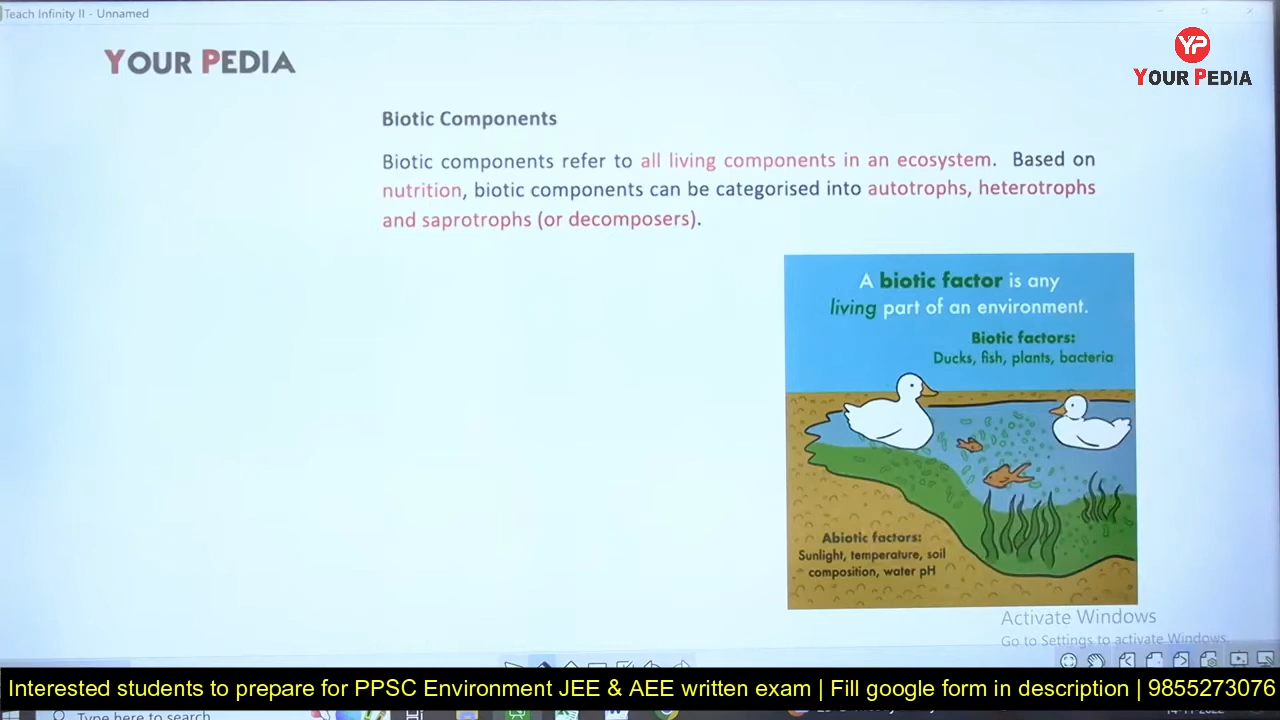 Teach Infinity II - Unnamed
YOUR PEDIA
YP
YOUR PEDIA
Biotic Components
Biotic components refer to all living components in an ecosystem. Based on
nutrition, biotic components can be categorised into autotrophs, heterotrophs
and saprotrophs (or decomposers).
A biotic factor is any
living part of an environment.
Biotic factors:
Ducks, fish, plants, bacteria
Abiotic factors:
Sunlight, temperature, soil
composition, water pH
Activate Windows
Go to Settings to activate Windows.
Interested students to prepare for PPSC Environment JEE & AEE written exam | Fill google form in description | 9855273076
Type here to search